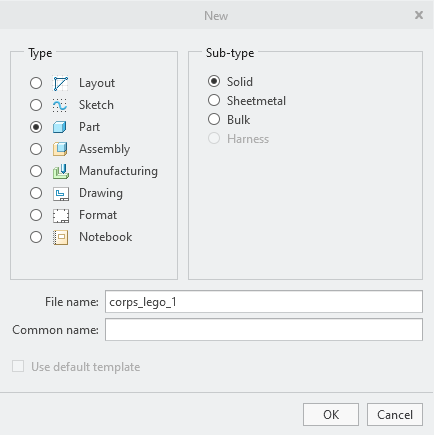 New
Type
Layout
Sketch
Part
Assembly
Manufacturing
Drawing
Format
Notebook
Sub-type
Solid
Sheetmetal
Bulk
Harness
File name: corps_lego_1
Common name:
Use default template
OK Cancel